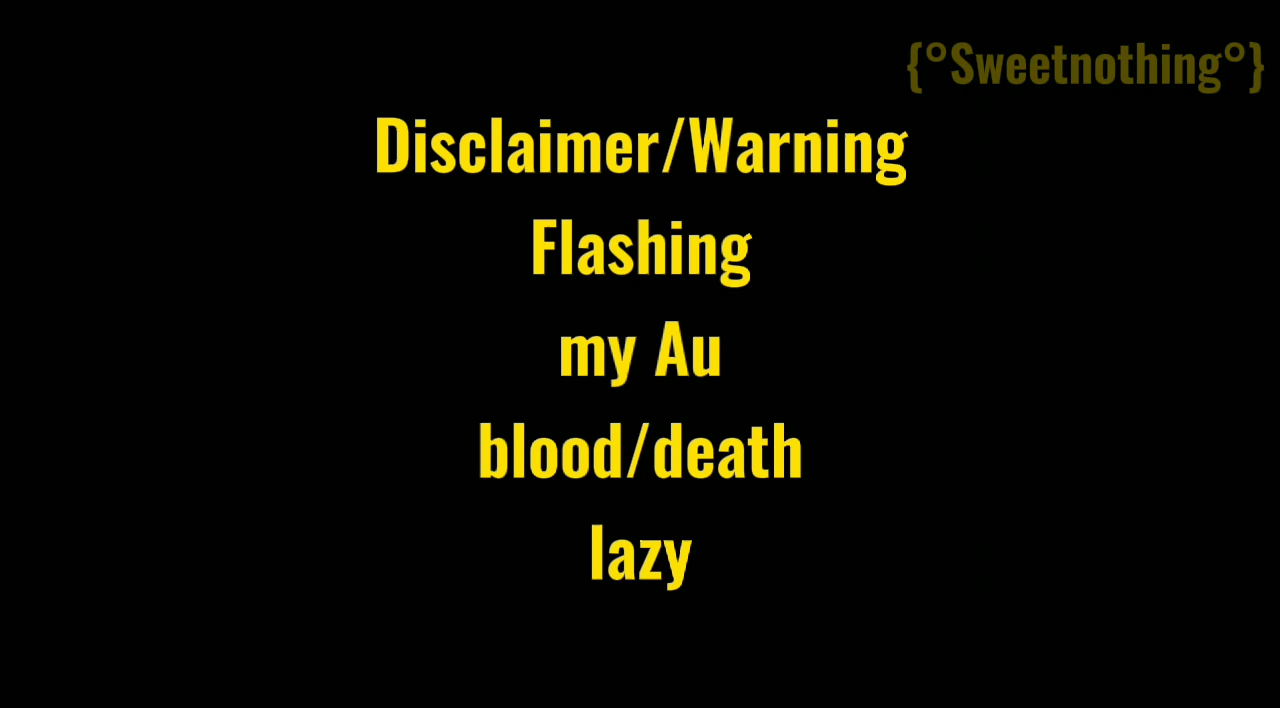 {°Sweetnothing°}
Disclaimer/Warning
Flashing
my Au
blood/death
lazy